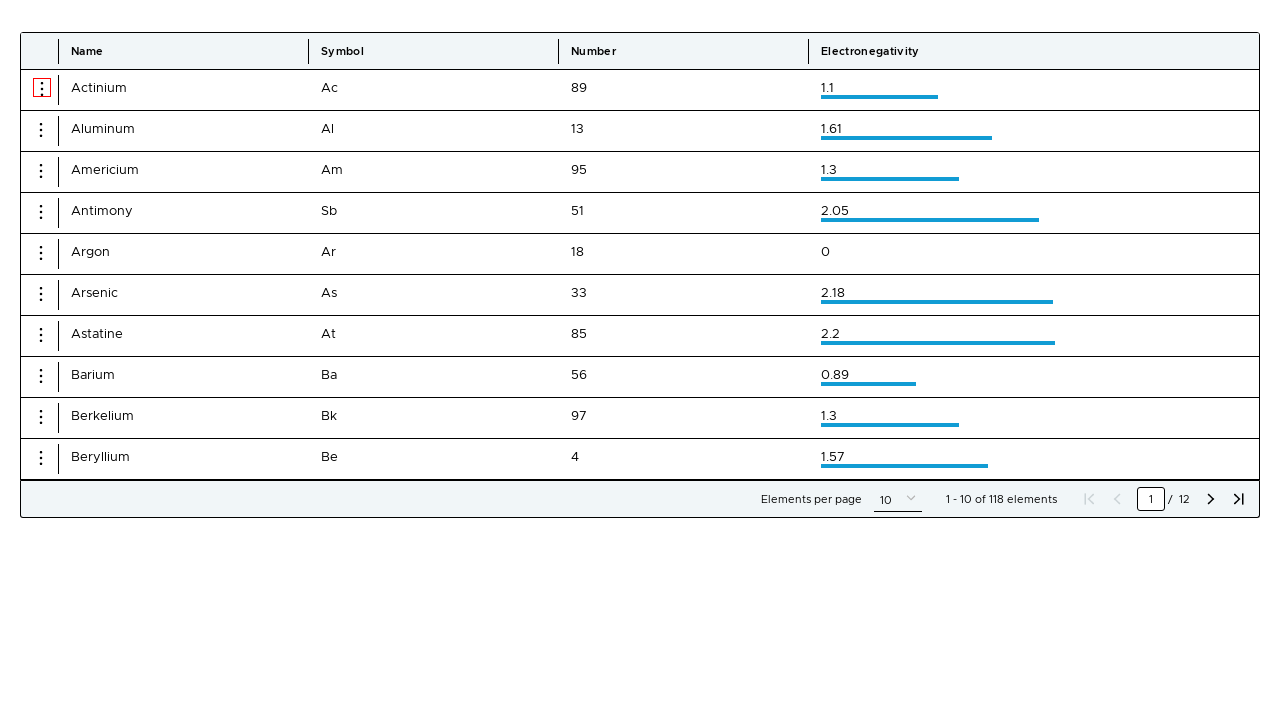 Name Symbol Number Electronegativity
Actinium Ac 89 1.1
Aluminum Al 13 1.61
Americium Am 95 1.3
Antimony Sb 51 2.05
Argon Ar 18 0
Arsenic As 33 2.18
Astatine At 85 2.2
Barium Ba 56 0.89
Berkelium Bk 97 1.3
Beryllium Be 4 1.57
Elements per page 10 1 - 10 of 118 elements 1 / 12